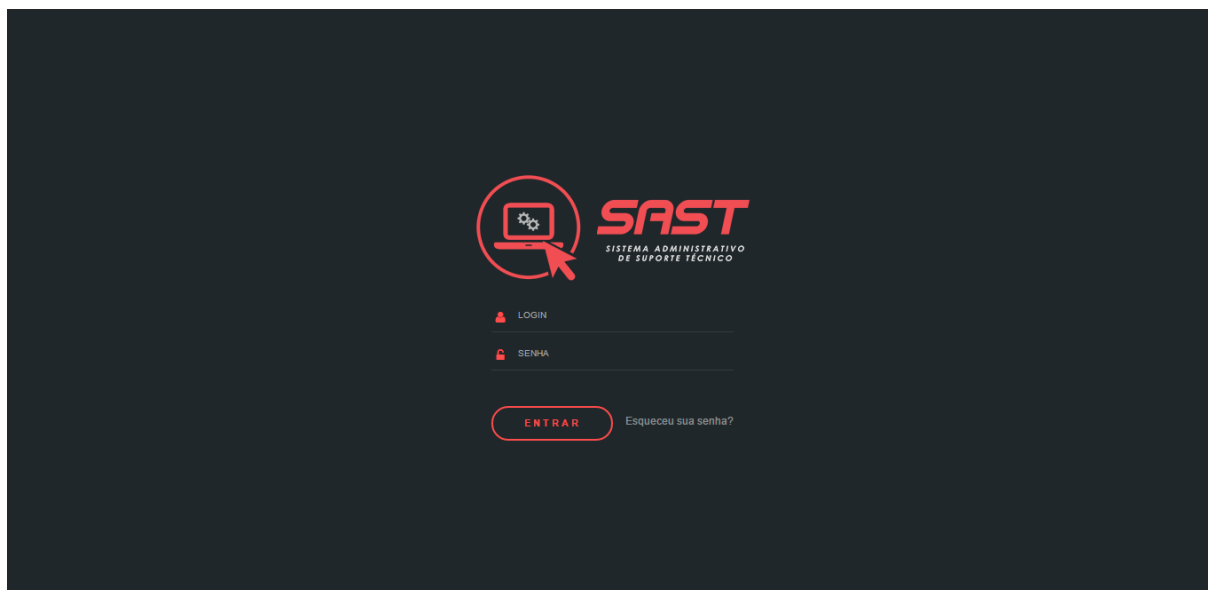 SAST
SISTEMA ADMINISTRATIVO
DE SUPORTE TÉCNICO
LOGIN
SENHA
ENTRAR
Esqueceu sua senha?